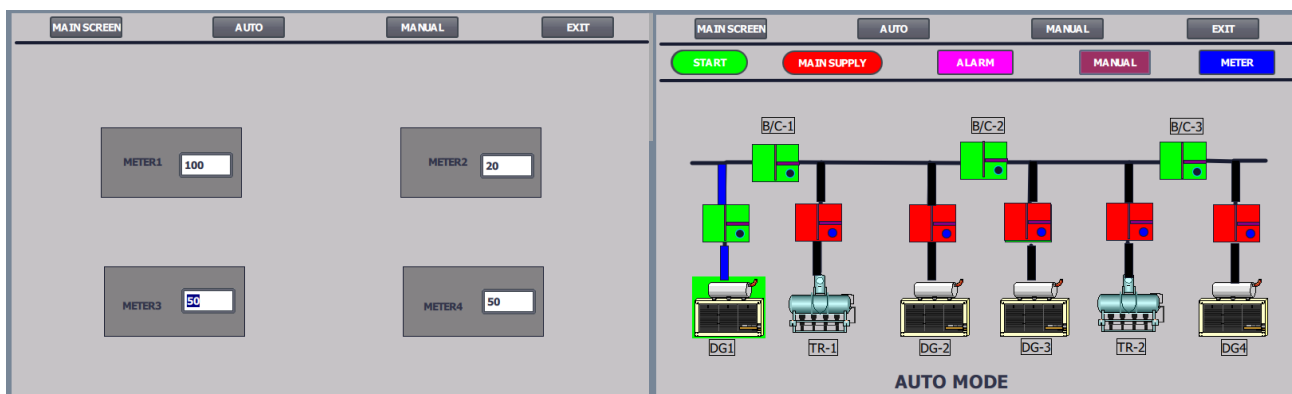 MAIN SCREEN AUTO MANUAL EXIT
METER1 100
METER2 20
METER3 50
METER4 50
MAIN SCREEN AUTO MANUAL EXIT
START MAIN SUPPLY ALARM MANUAL METER
B/C-1 B/C-2 B/C-3
DG1 TR-1 DG-2 DG-3 TR-2 DG4
AUTO MODE